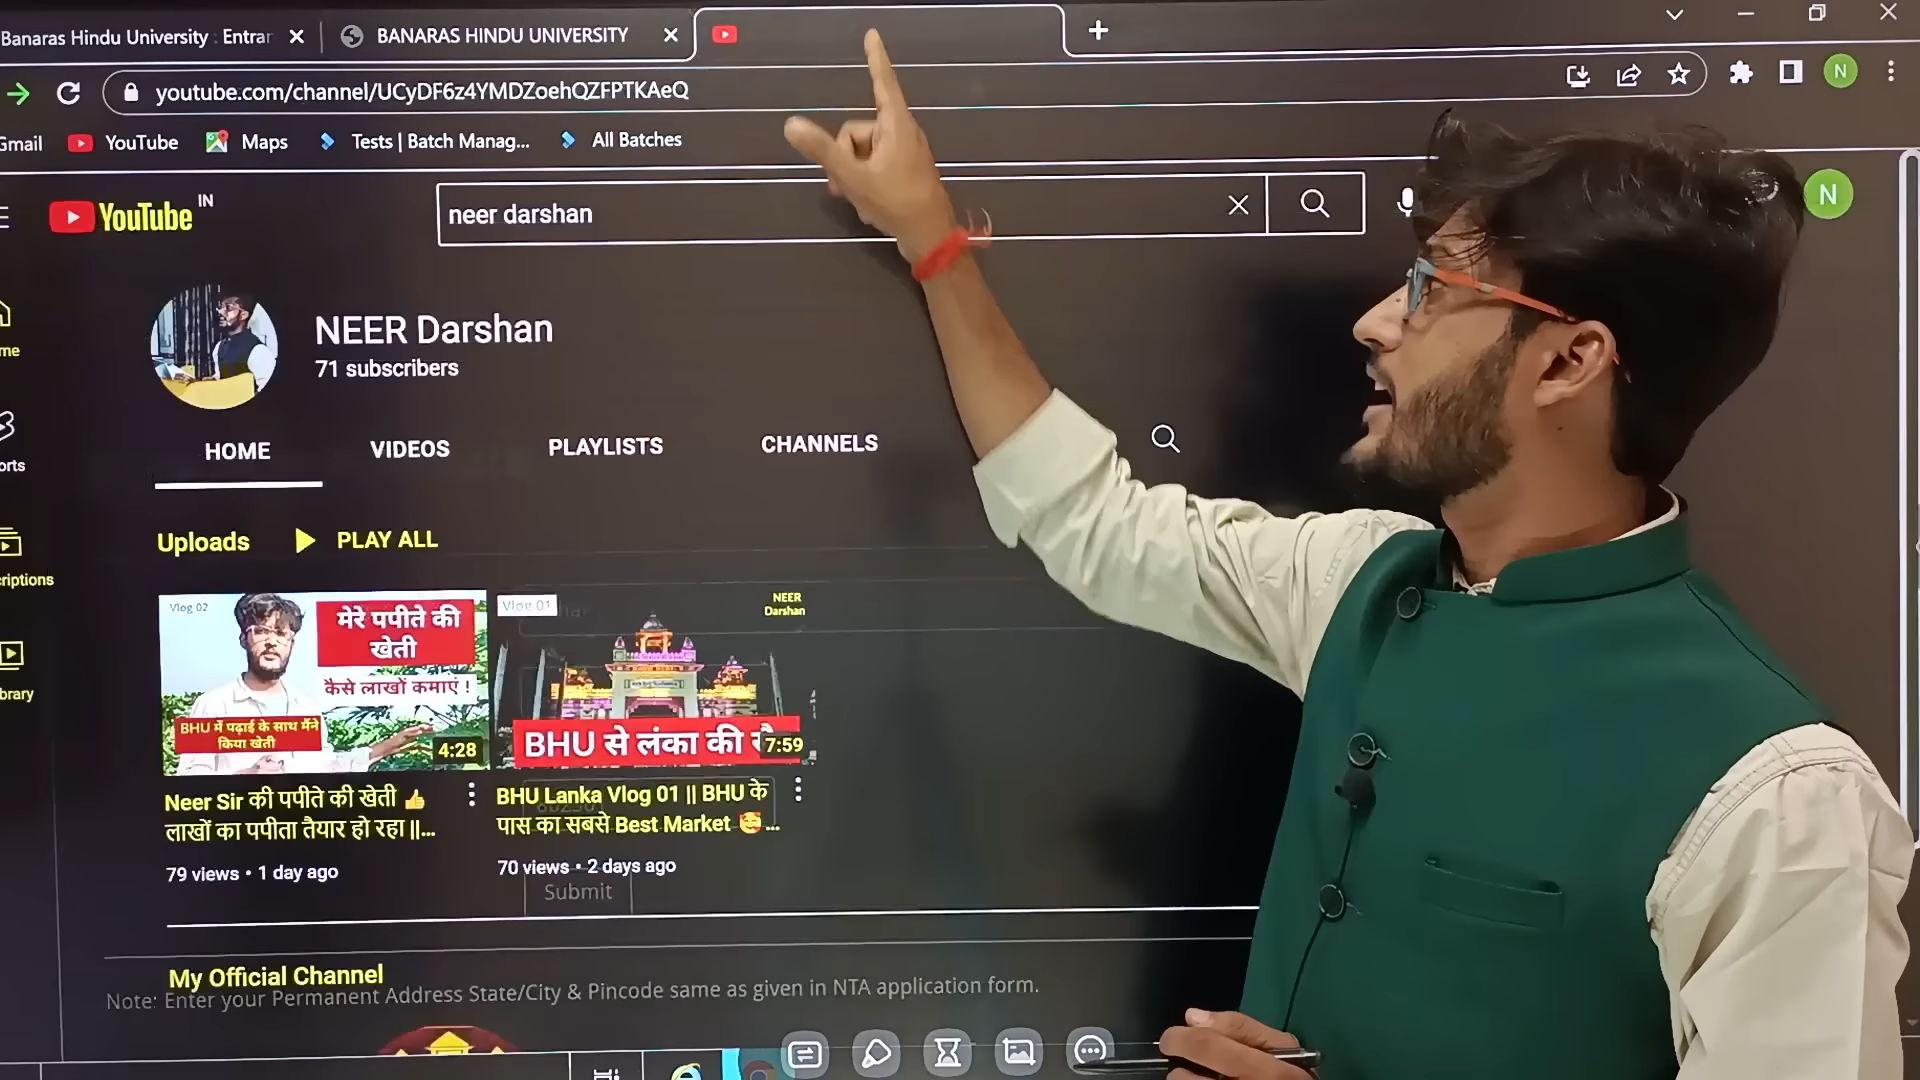 Banaras Hindu University : Entrar
BANARAS HINDU UNIVERSITY
youtube.com/channel/UCyDF6z4YMDZoehQZFPTKAeQ
N
Gmail
YouTube
Maps
Tests | Batch Manag...
All Batches
YouTube IN
neer darshan
N
NEER Darshan
71 subscribers
me
orts
criptions
brary
HOME
VIDEOS
PLAYLISTS
CHANNELS
Uploads
PLAY ALL
Vlog 02
मेरे पपीते की
खेती
कैसे लाखों कमाएं !
BHU में पढ़ाई के साथ मैंने
किया खेती
4:28
Vlog 01
NEER
Darshan
BHU से लंका की
7:59
Neer Sir की पपीते की खेती 👍
लाखों का पपीता तैयार हो रहा ||...
79 views • 1 day ago
BHU Lanka Vlog 01 || BHU के
पास का सबसे Best Market 🥰...
70 views • 2 days ago
Submit
My Official Channel
Note: Enter your Permanent Address State/City & Pincode same as given in NTA application form.